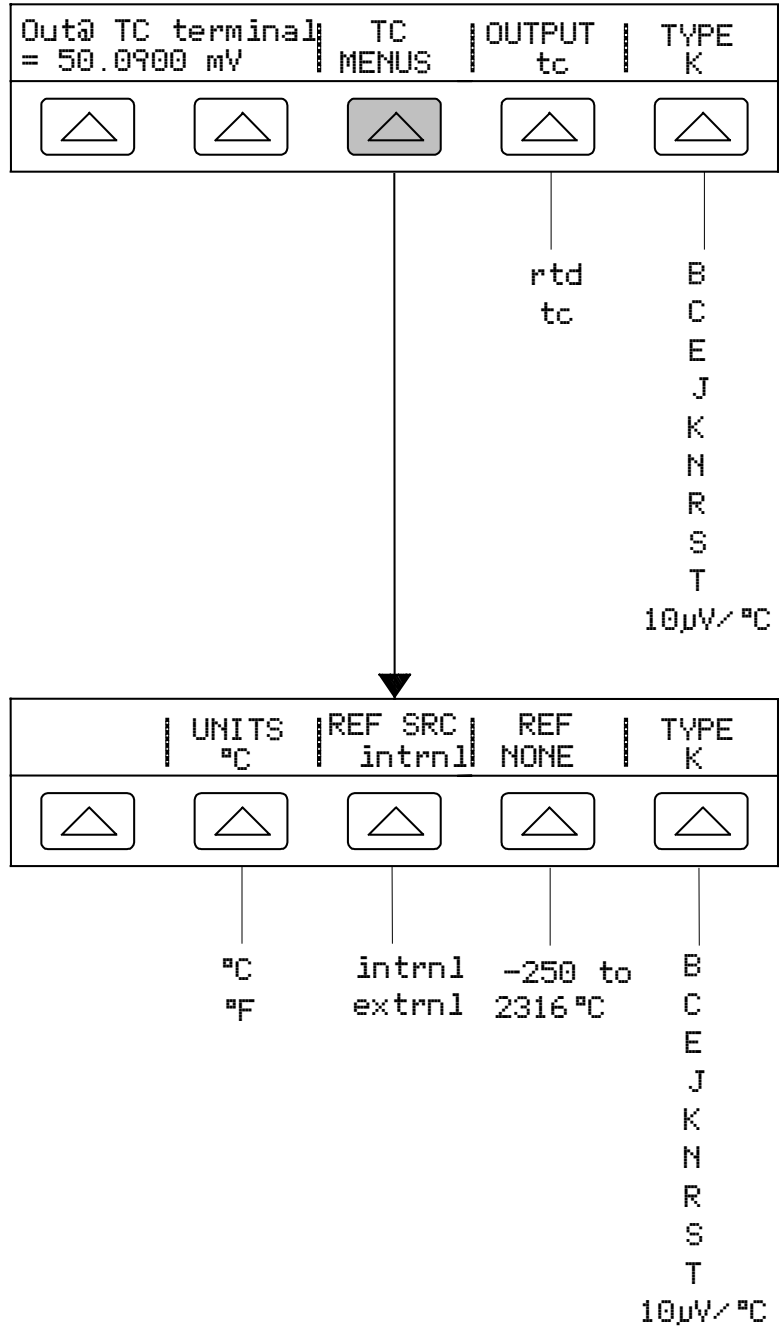 Out@ TC terminal TC OUTPUT TYPE
= 50.0900 mV MENUS tc K
rtd B
tc C
E
J
K
N
R
S
T
10µV/°C
UNITS REF SRC REF TYPE
°C intrnl NONE K
°C intrnl -250 to B
°F extrnl 2316°C C
E
J
K
N
R
S
T
10µV/°C